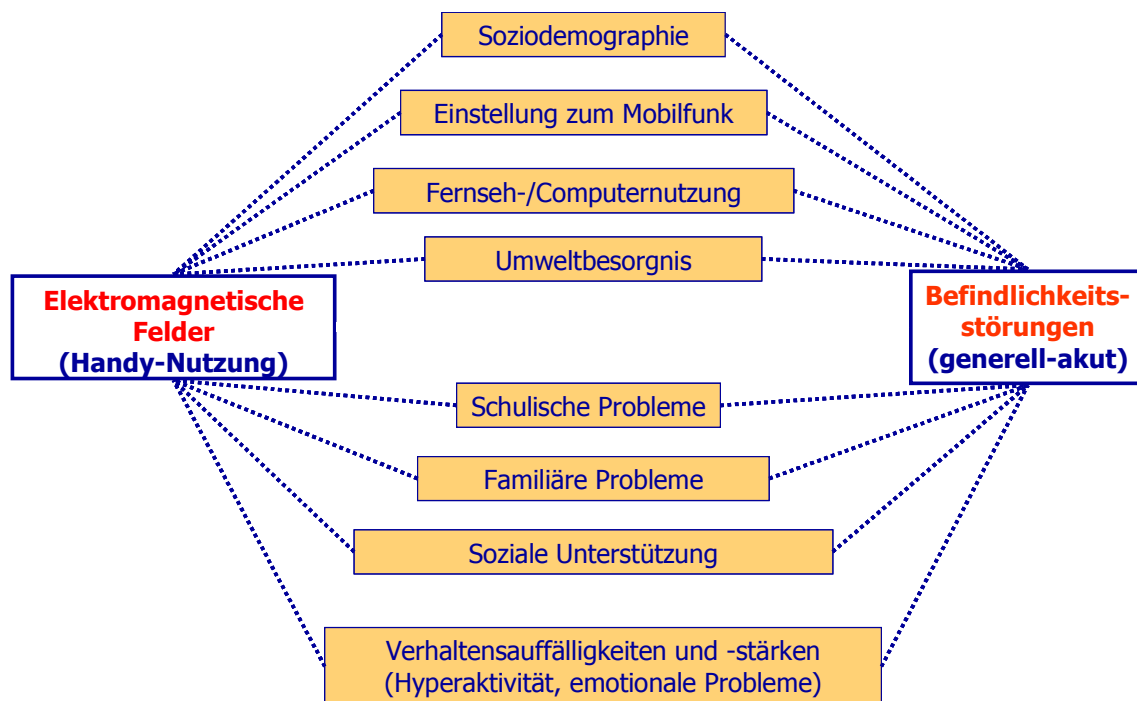 Soziodemographie
Einstellung zum Mobilfunk
Fernseh-/Computernutzung
Umweltbesorgnis
Elektromagnetische
Felder
(Handy-Nutzung)
Befindlichkeits-
störungen
(generell-akut)
Schulische Probleme
Familiäre Probleme
Soziale Unterstützung
Verhaltensauffälligkeiten und -stärken
(Hyperaktivität, emotionale Probleme)